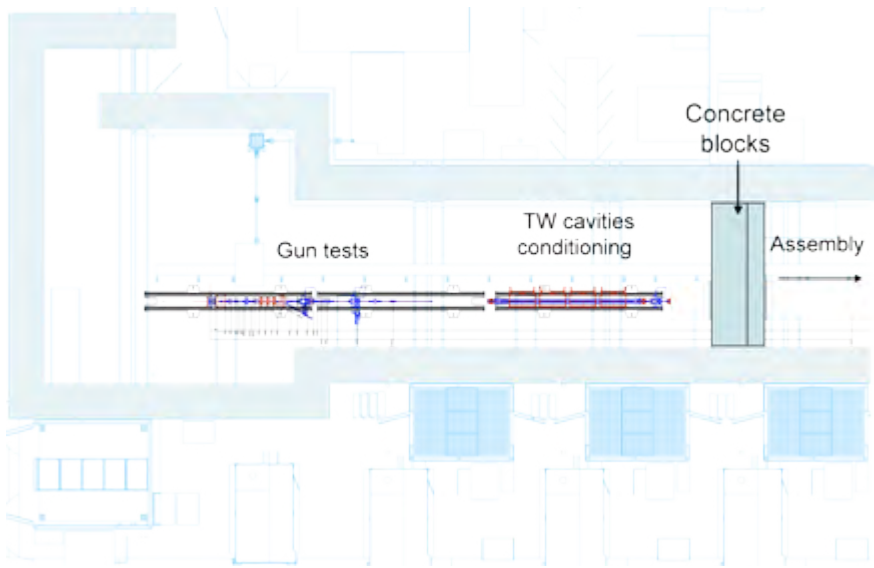 Concrete
blocks
TW cavities
conditioning
Gun tests
Assembly